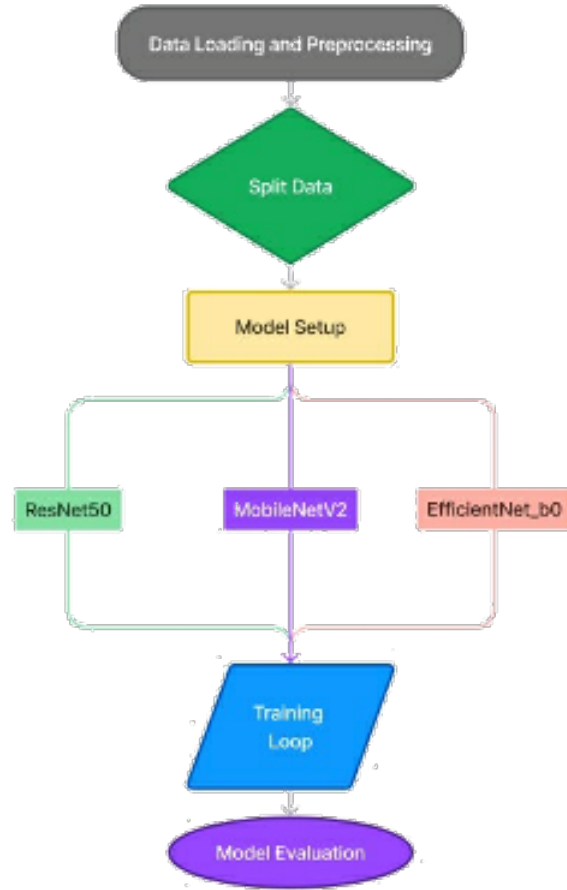 Data Loading and Preprocessing
Split Data
Model Setup
ResNet50
MobileNetV2
EfficientNet_b0
Training
Loop
Model Evaluation